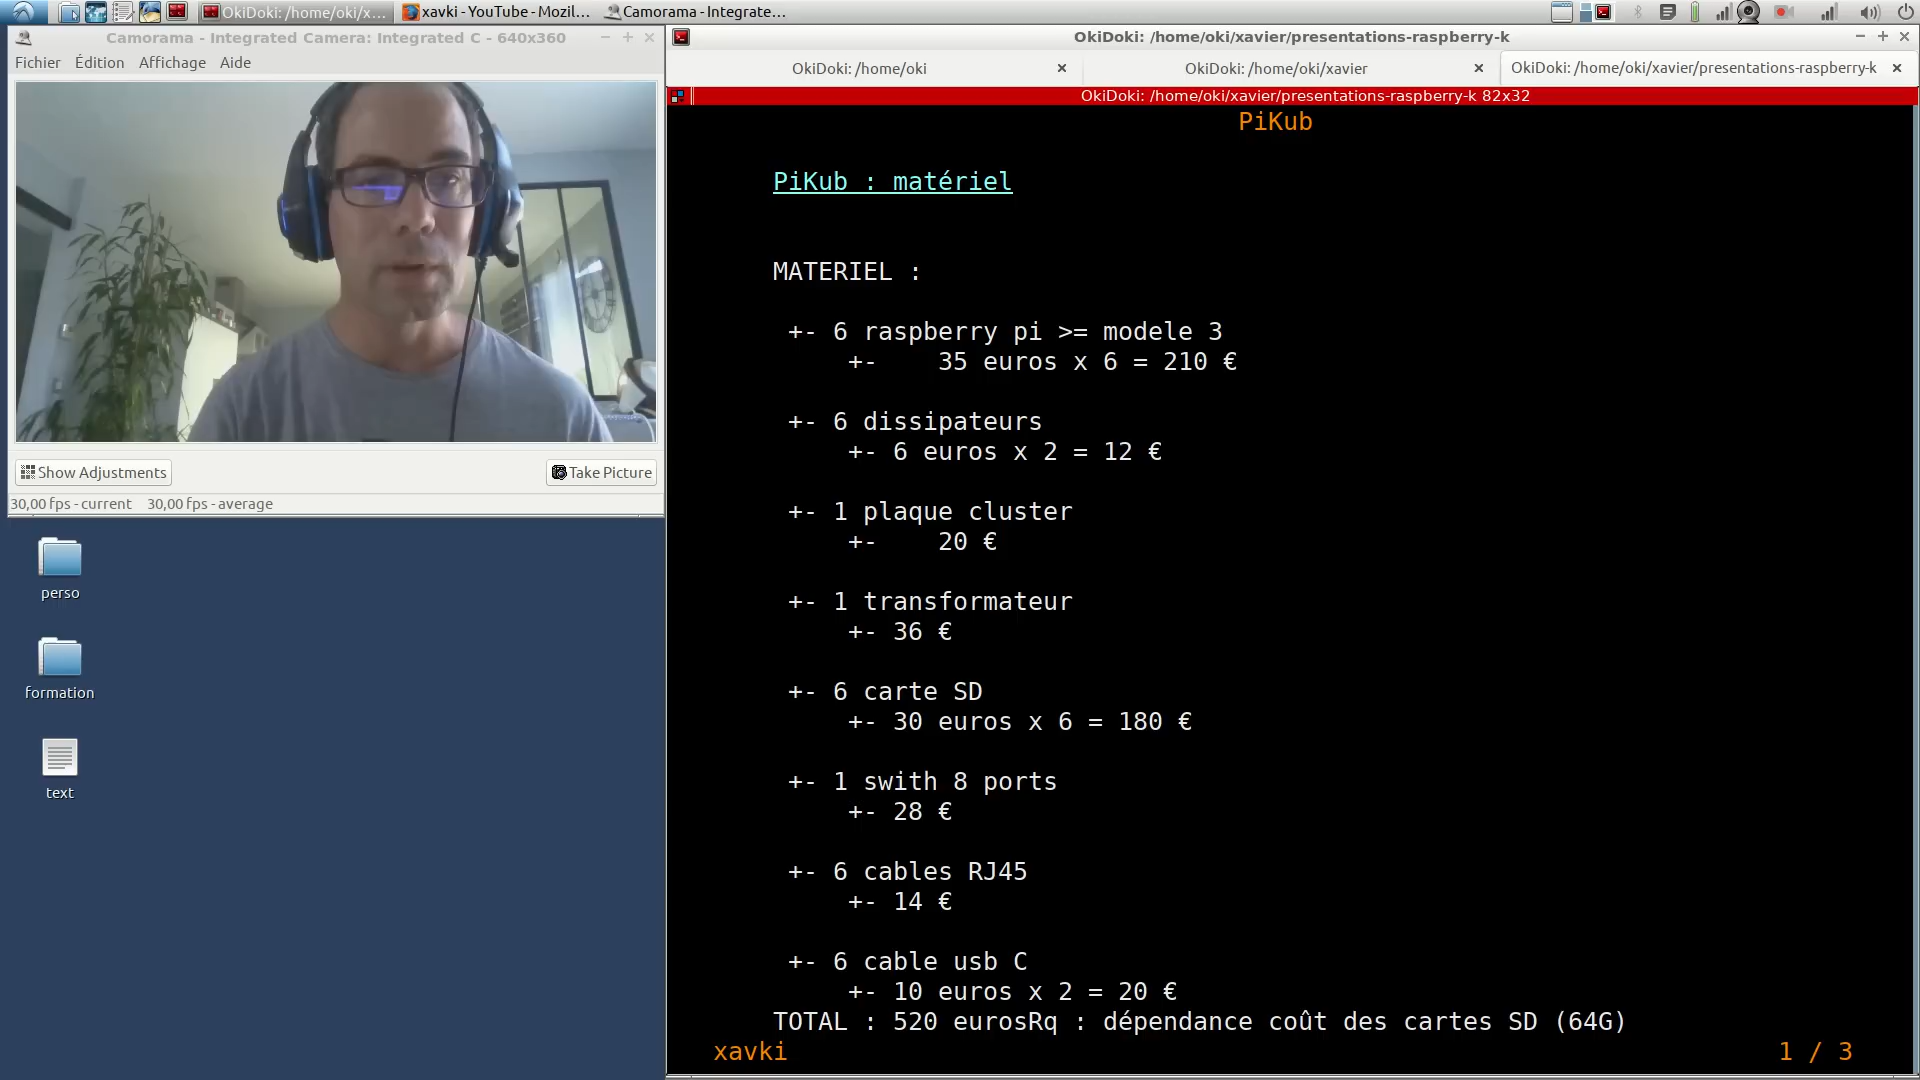 OkiDoki: /home/oki/x...
xavki - YouTube - Mozil...
Camorama - Integrate...
Camorama - Integrated Camera: Integrated C - 640x360
Fichier Édition Affichage Aide
Show Adjustments
Take Picture
30,00 fps - current 30,00 fps - average
perso
formation
text
OkiDoki: /home/oki/xavier/presentations-raspberry-k
OkiDoki: /home/oki
OkiDoki: /home/oki/xavier
OkiDoki: /home/oki/xavier/presentations-raspberry-k
OkiDoki: /home/oki/xavier/presentations-raspberry-k 82x32
PiKub
PiKub : matériel
MATERIEL :
+- 6 raspberry pi >= modele 3
+- 35 euros x 6 = 210 €
+- 6 dissipateurs
+- 6 euros x 2 = 12 €
+- 1 plaque cluster
+- 20 €
+- 1 transformateur
+- 36 €
+- 6 carte SD
+- 30 euros x 6 = 180 €
+- 1 swith 8 ports
+- 28 €
+- 6 cables RJ45
+- 14 €
+- 6 cable usb C
+- 10 euros x 2 = 20 €
TOTAL : 520 eurosRq : dépendance coût des cartes SD (64G)
xavki
1 / 3